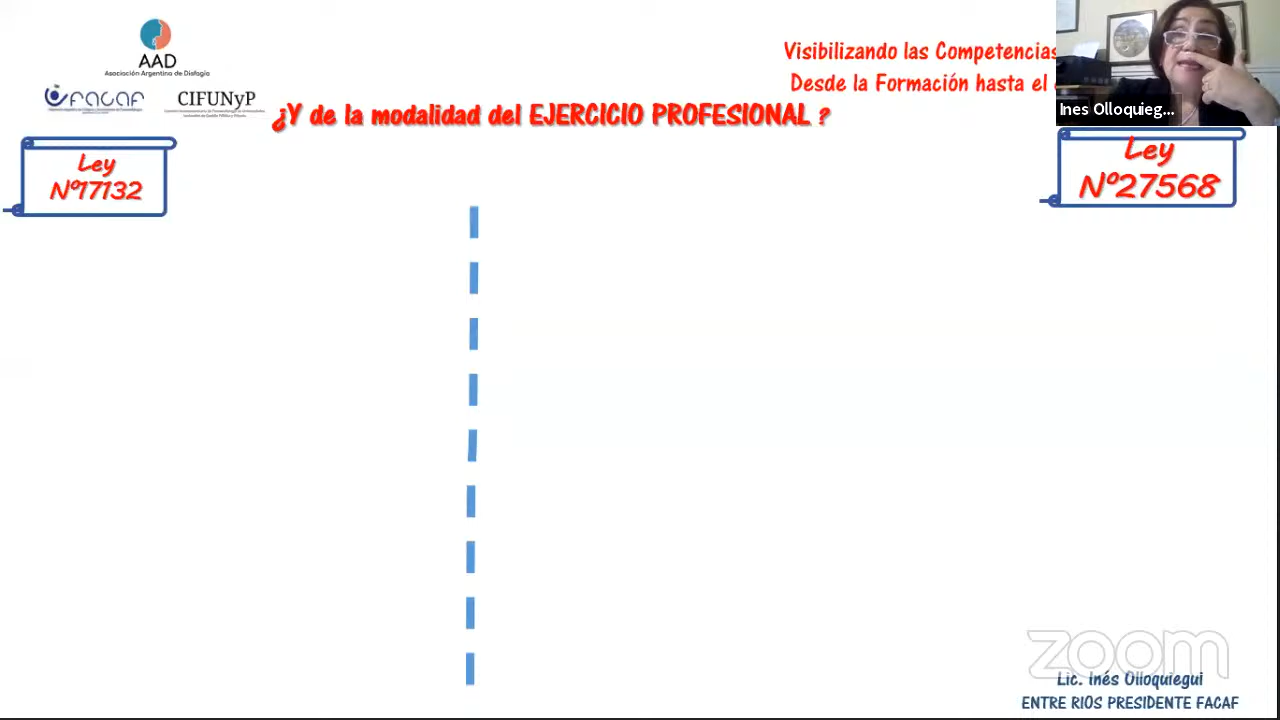 AAD
Asociación Argentina de Disfagia
FACAF
CIFUNyP
Visibilizando las Competencias
Desde la Formación hasta el
¿Y de la modalidad del EJERCICIO PROFESIONAL ?
Ines Olloquieg...
Ley
Nº17132
Ley
Nº27568
zoom
Lic. Inés Olloquiegui
ENTRE RIOS PRESIDENTE FACAF